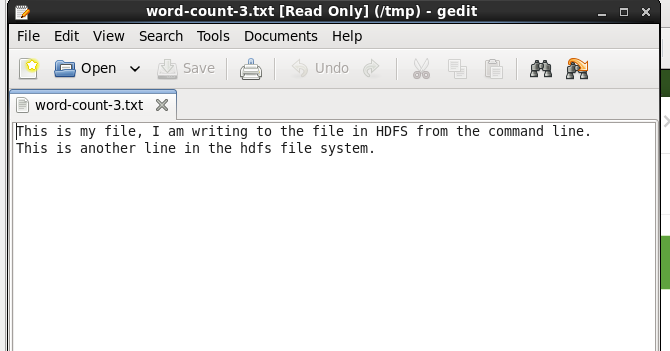 word-count-3.txt [Read Only] (/tmp) - gedit
File Edit View Search Tools Documents Help
Open Save Undo
word-count-3.txt
This is my file, I am writing to the file in HDFS from the command line.
This is another line in the hdfs file system.